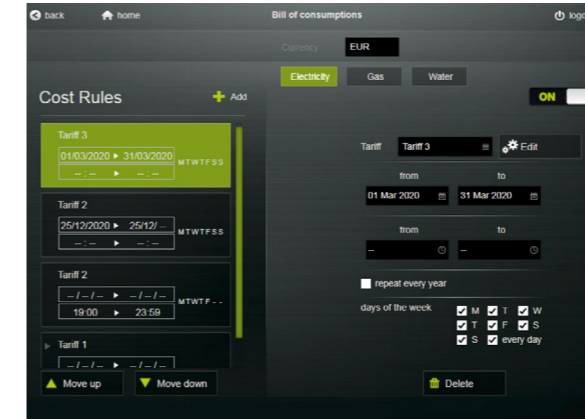 back home Bill of consumptions logo
Currency EUR
Electricity Gas Water
Cost Rules Add
ON
Tariff 3
01/03/2020 ▸ 31/03/2020 MTWTFSS
-- : -- ▸ -- : --
Tariff 2
25/12/2020 ▸ 25/12/ -- MTWTFSS
-- : -- ▸ -- : --
Tariff 2
-- / -- / -- ▸ -- / -- / -- MTWTF--
19:00 ▸ 23:59
Tariff 1
-- / -- / -- ▸ -- / -- / --
Move up Move down
Tariff Tariff 3 Edit
from to
01 Mar 2020 31 Mar 2020
from to
-- --
repeat every year
days of the week M T W
T F S
S every day
Delete